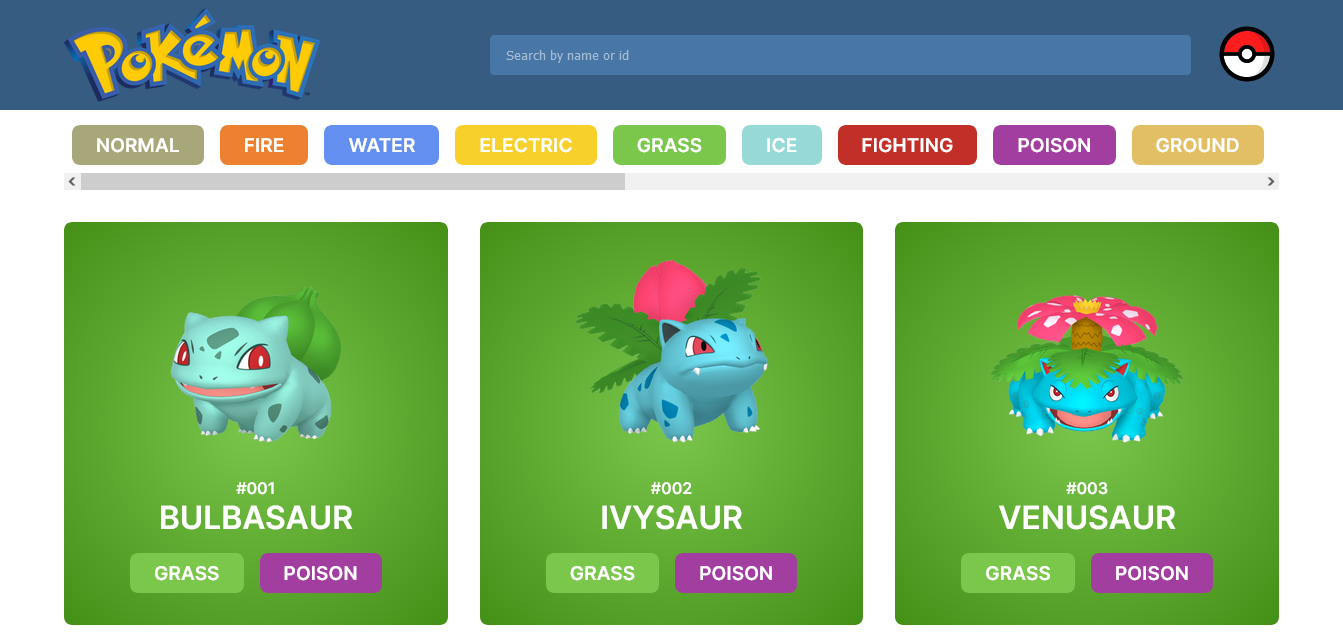 POKÉMON
Search by name or id
NORMAL FIRE WATER ELECTRIC GRASS ICE FIGHTING POISON GROUND
#001
BULBASAUR
GRASS POISON
#002
IVYSAUR
GRASS POISON
#003
VENUSAUR
GRASS POISON